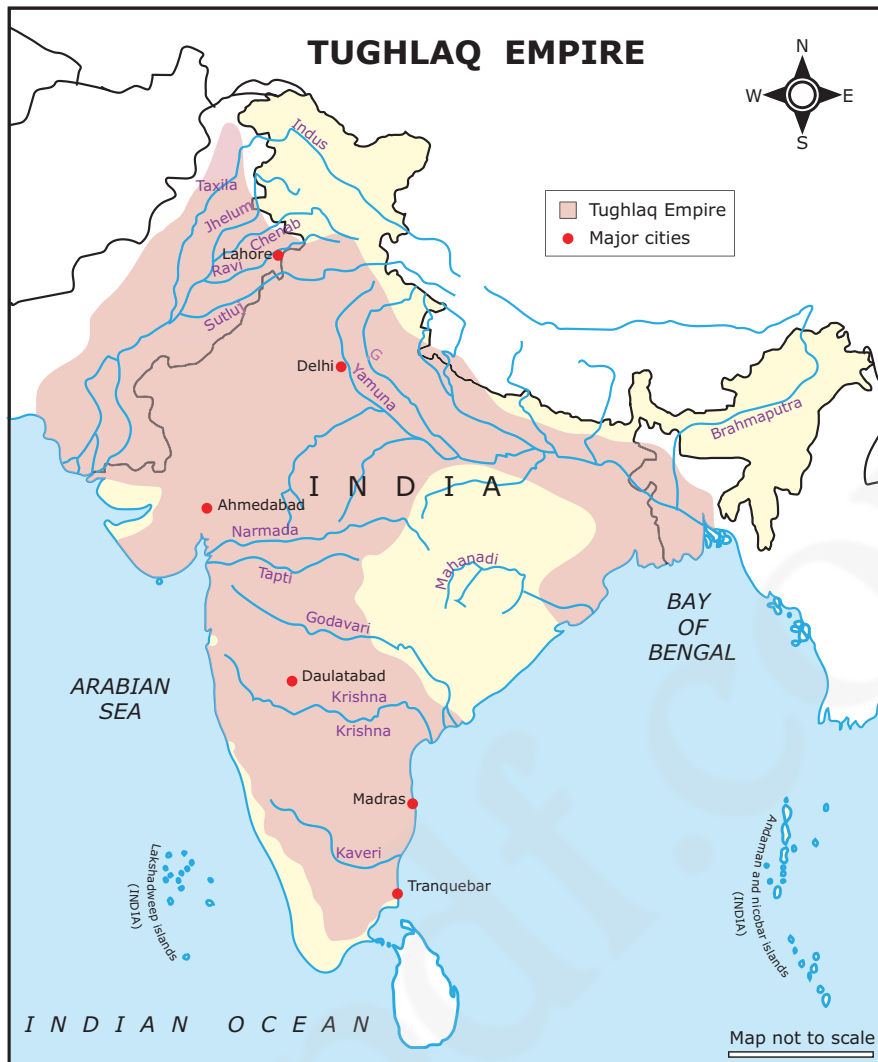 TUGHLAQ EMPIRE
N
W
E
S
Tughlaq Empire
Major cities
Indus
Taxila
Jhelum
Chenab
Lahore
Ravi
Sutluj
Delhi
G
Yamuna
Brahmaputra
INDIA
Ahmedabad
Narmada
Mahanadi
Tapti
Godavari
BAY
OF
BENGAL
ARABIAN
SEA
Daulatabad
Krishna
Krishna
Madras
Kaveri
Tranquebar
Lakshadweep islands
(INDIA)
Andaman and nicobar islands
(INDIA)
INDIAN OCEAN
Map not to scale